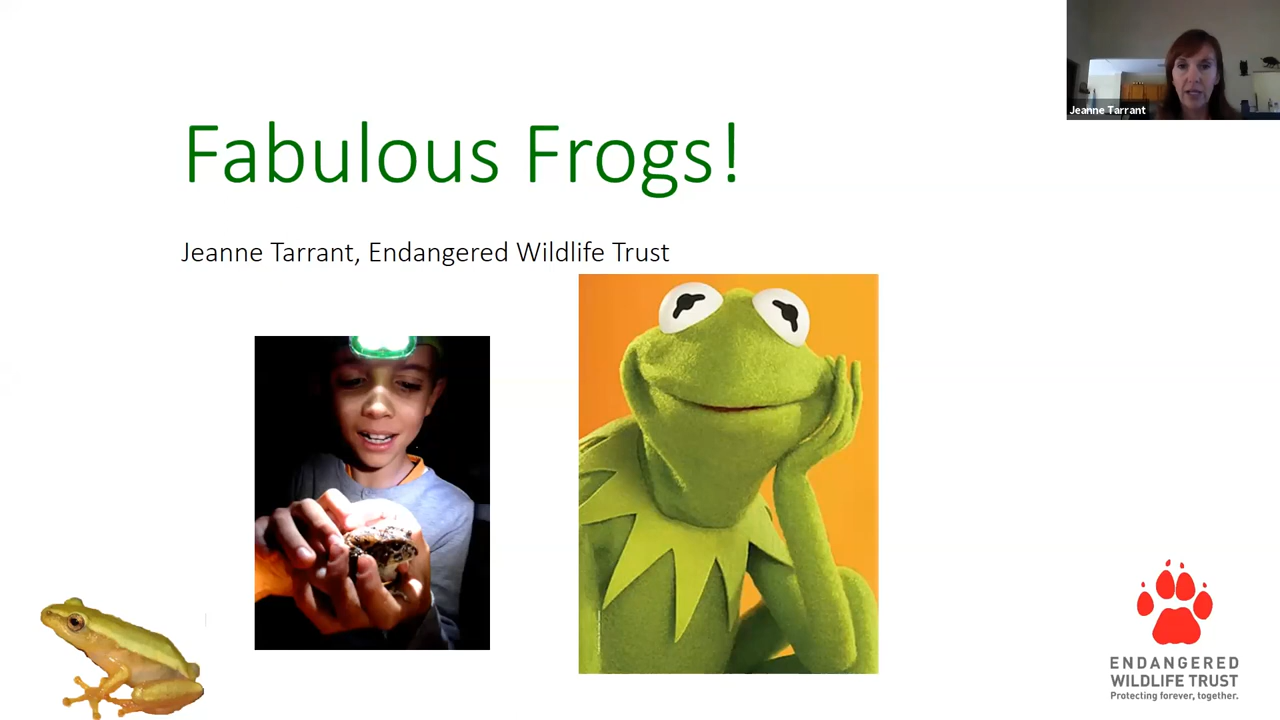 Jeanne Tarrant
Fabulous Frogs!
Jeanne Tarrant, Endangered Wildlife Trust
ENDANGERED
WILDLIFE TRUST
Protecting forever, together.